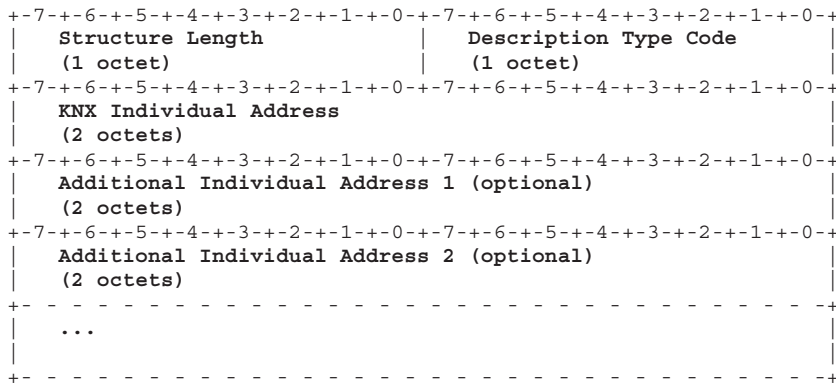 +-7-+-6-+-5-+-4-+-3-+-2-+-1-+-0-+-7-+-6-+-5-+-4-+-3-+-2-+-1-+-0-+
|   Structure Length            |   Description Type Code       |
|   (1 octet)                   |   (1 octet)                   |
+-7-+-6-+-5-+-4-+-3-+-2-+-1-+-0-+-7-+-6-+-5-+-4-+-3-+-2-+-1-+-0-+
|   KNX Individual Address                                      |
|   (2 octets)                                                  |
+-7-+-6-+-5-+-4-+-3-+-2-+-1-+-0-+-7-+-6-+-5-+-4-+-3-+-2-+-1-+-0-+
|   Additional Individual Address 1 (optional)                  |
|   (2 octets)                                                  |
+-7-+-6-+-5-+-4-+-3-+-2-+-1-+-0-+-7-+-6-+-5-+-4-+-3-+-2-+-1-+-0-+
|   Additional Individual Address 2 (optional)                  |
|   (2 octets)                                                  |
+- - - - - - - - - - - - - - - - - - - - - - - - - - - - - - - -+
|   ...                                                         |
|                                                               |
+- - - - - - - - - - - - - - - - - - - - - - - - - - - - - - - -+